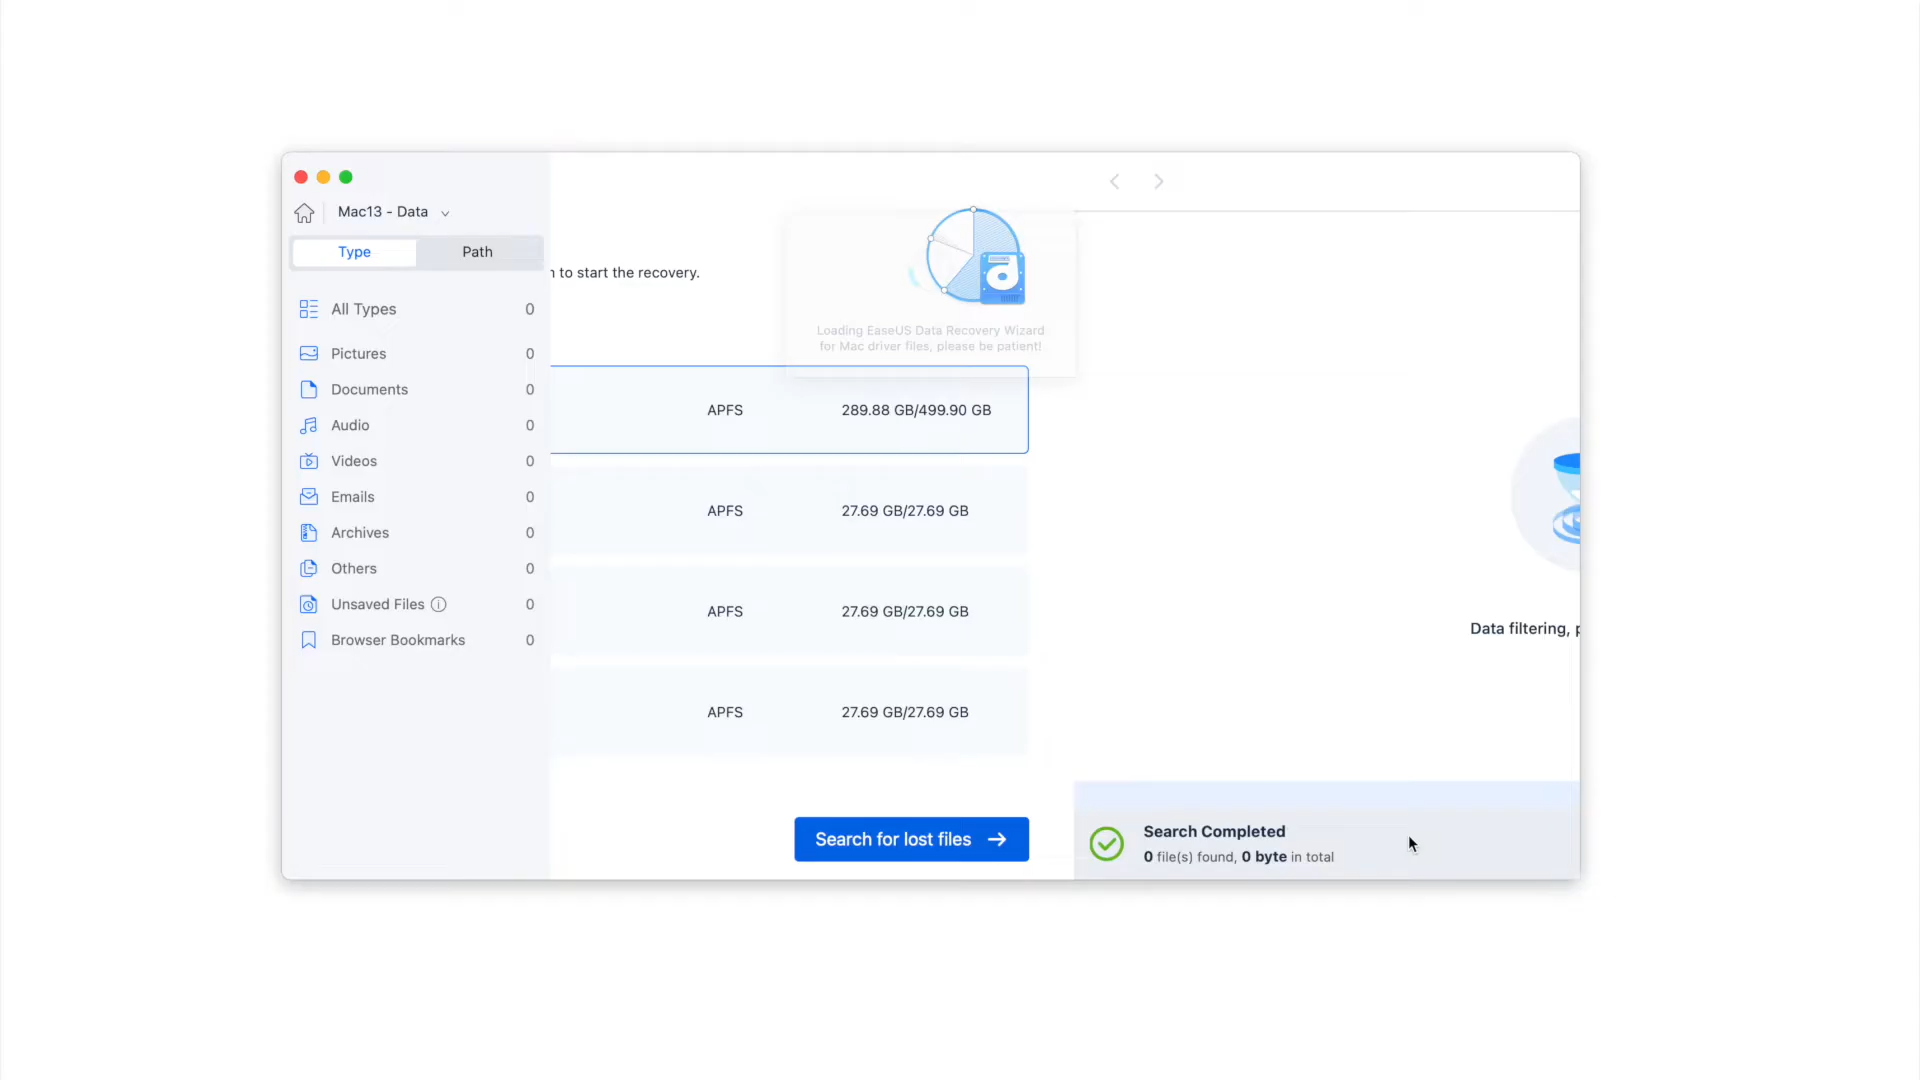 Mac13 - Data
Type
Path
All Types 0
Pictures 0
Documents 0
Audio 0
Videos 0
Emails 0
Archives 0
Others 0
Unsaved Files 0
Browser Bookmarks 0
to start the recovery.
Loading EaseUS Data Recovery Wizard
for Mac driver files, please be patient!
APFS 289.88 GB/499.90 GB
APFS 27.69 GB/27.69 GB
APFS 27.69 GB/27.69 GB
APFS 27.69 GB/27.69 GB
Search for lost files
Data filtering,
Search Completed
0 file(s) found, 0 byte in total